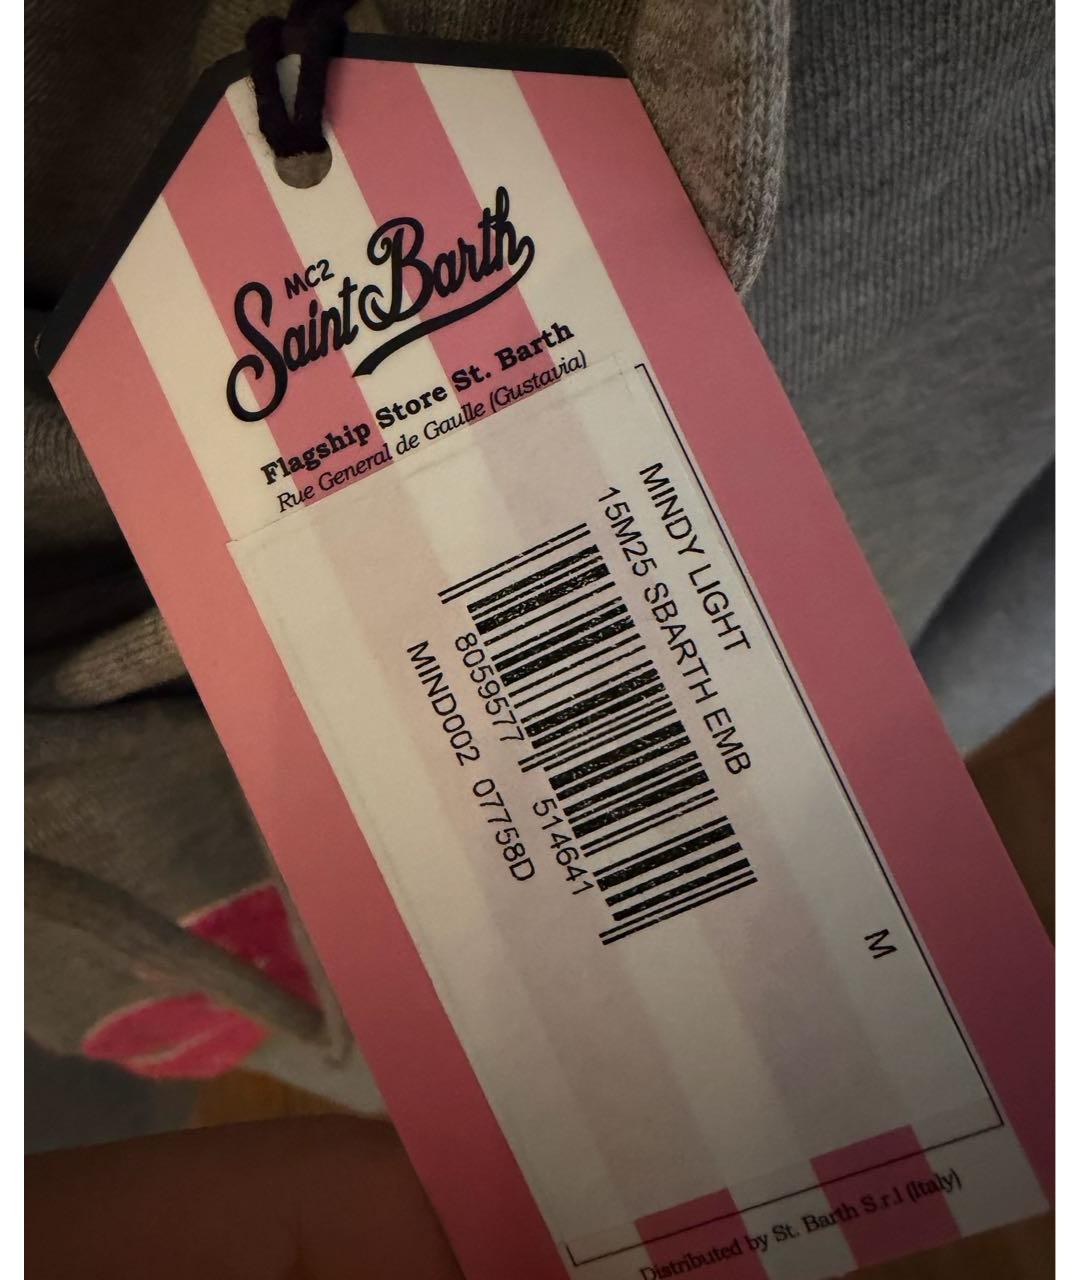 MC2
Saint Barth
Flagship Store St. Barth
Rue General de Gaulle (Gustavia)
MINDY LIGHT
15M25 SBARTH EMB
M
8059577 514641
MIND002 07758D
Distributed by St. Barth S.r.l (Italy)